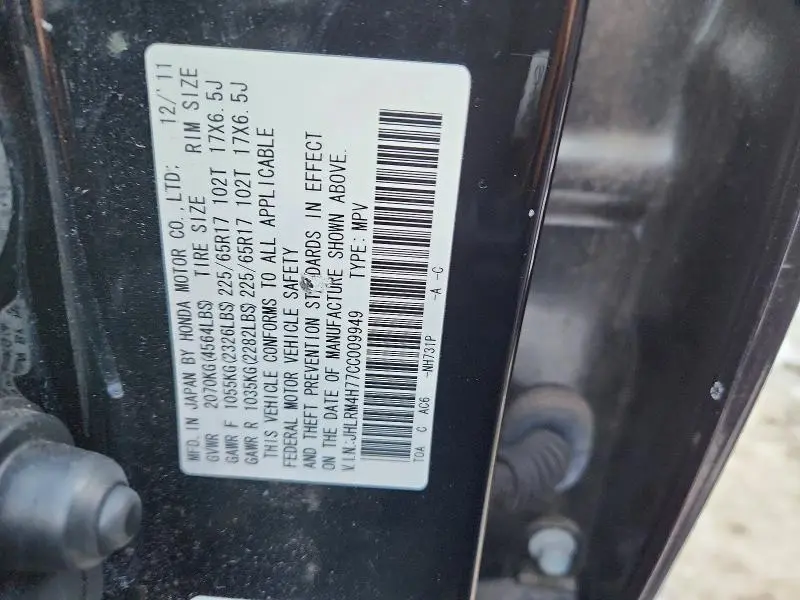 MFD. IN JAPAN BY HONDA MOTOR CO., LTD: 12/'11
GVWR 2070KG(4564LBS) TIRE SIZE RIM SIZE
GAWR F 1055KG(2326LBS) 225/65R17 102T 17X6.5J
GAWR R 1035KG(2282LBS) 225/65R17 102T 17X6.5J
THIS VEHICLE CONFORMS TO ALL APPLICABLE
FEDERAL MOTOR VEHICLE SAFETY
AND THEFT PREVENTION STANDARDS IN EFFECT
ON THE DATE OF MANUFACTURE SHOWN ABOVE.
V.I.N.:JHLRM4H77CC009949 TYPE: MPV
TOA C AC6 -NH731P -A -C